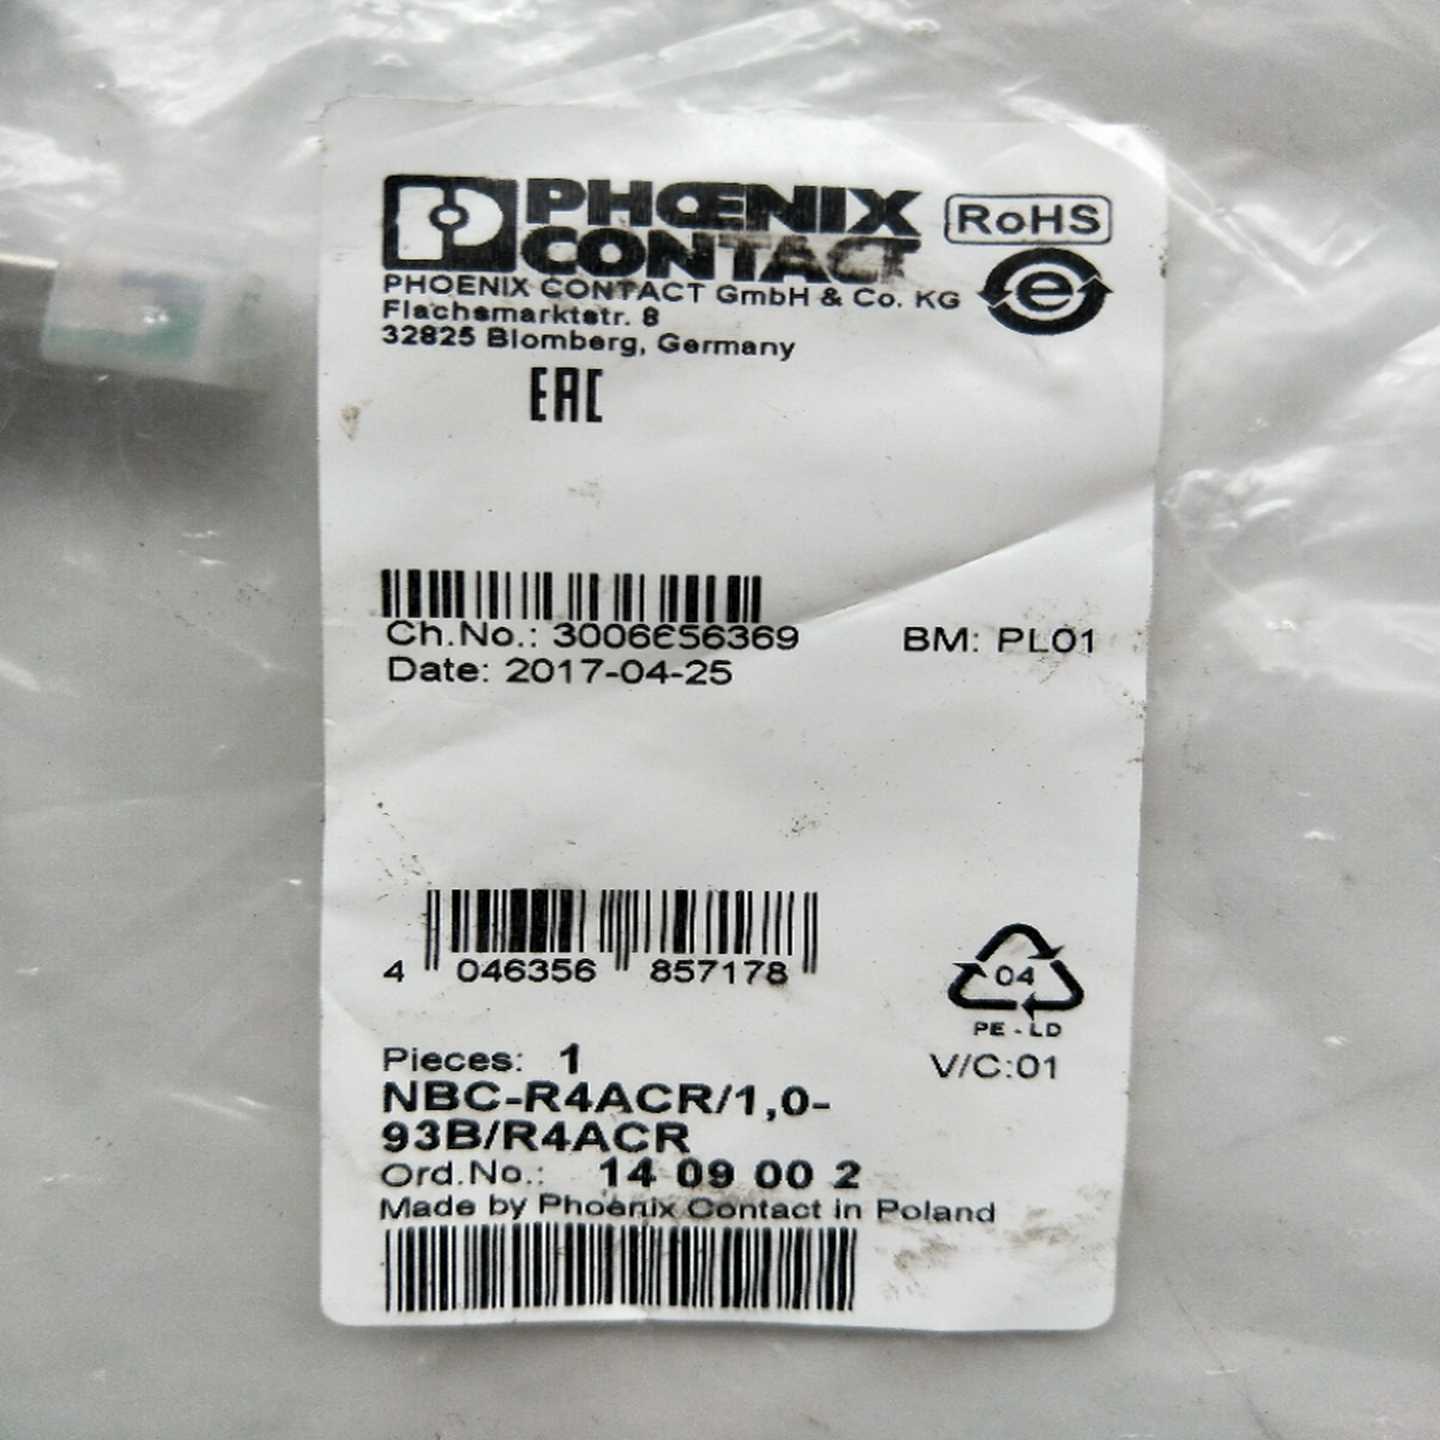 PHŒNIX
CONTACT
RoHS
e
PHOENIX CONTACT GmbH & Co. KG
Flachsmarktstr. 8
32825 Blomberg, Germany
EAC
Ch.No.: 3006656369
BM: PL01
Date: 2017-04-25
4 046356 857178
04
PE - LD
Pieces: 1
V/C:01
NBC-R4ACR/1,0-
93B/R4ACR
Ord.No.: 14 09 00 2
Made by Phoenix Contact in Poland